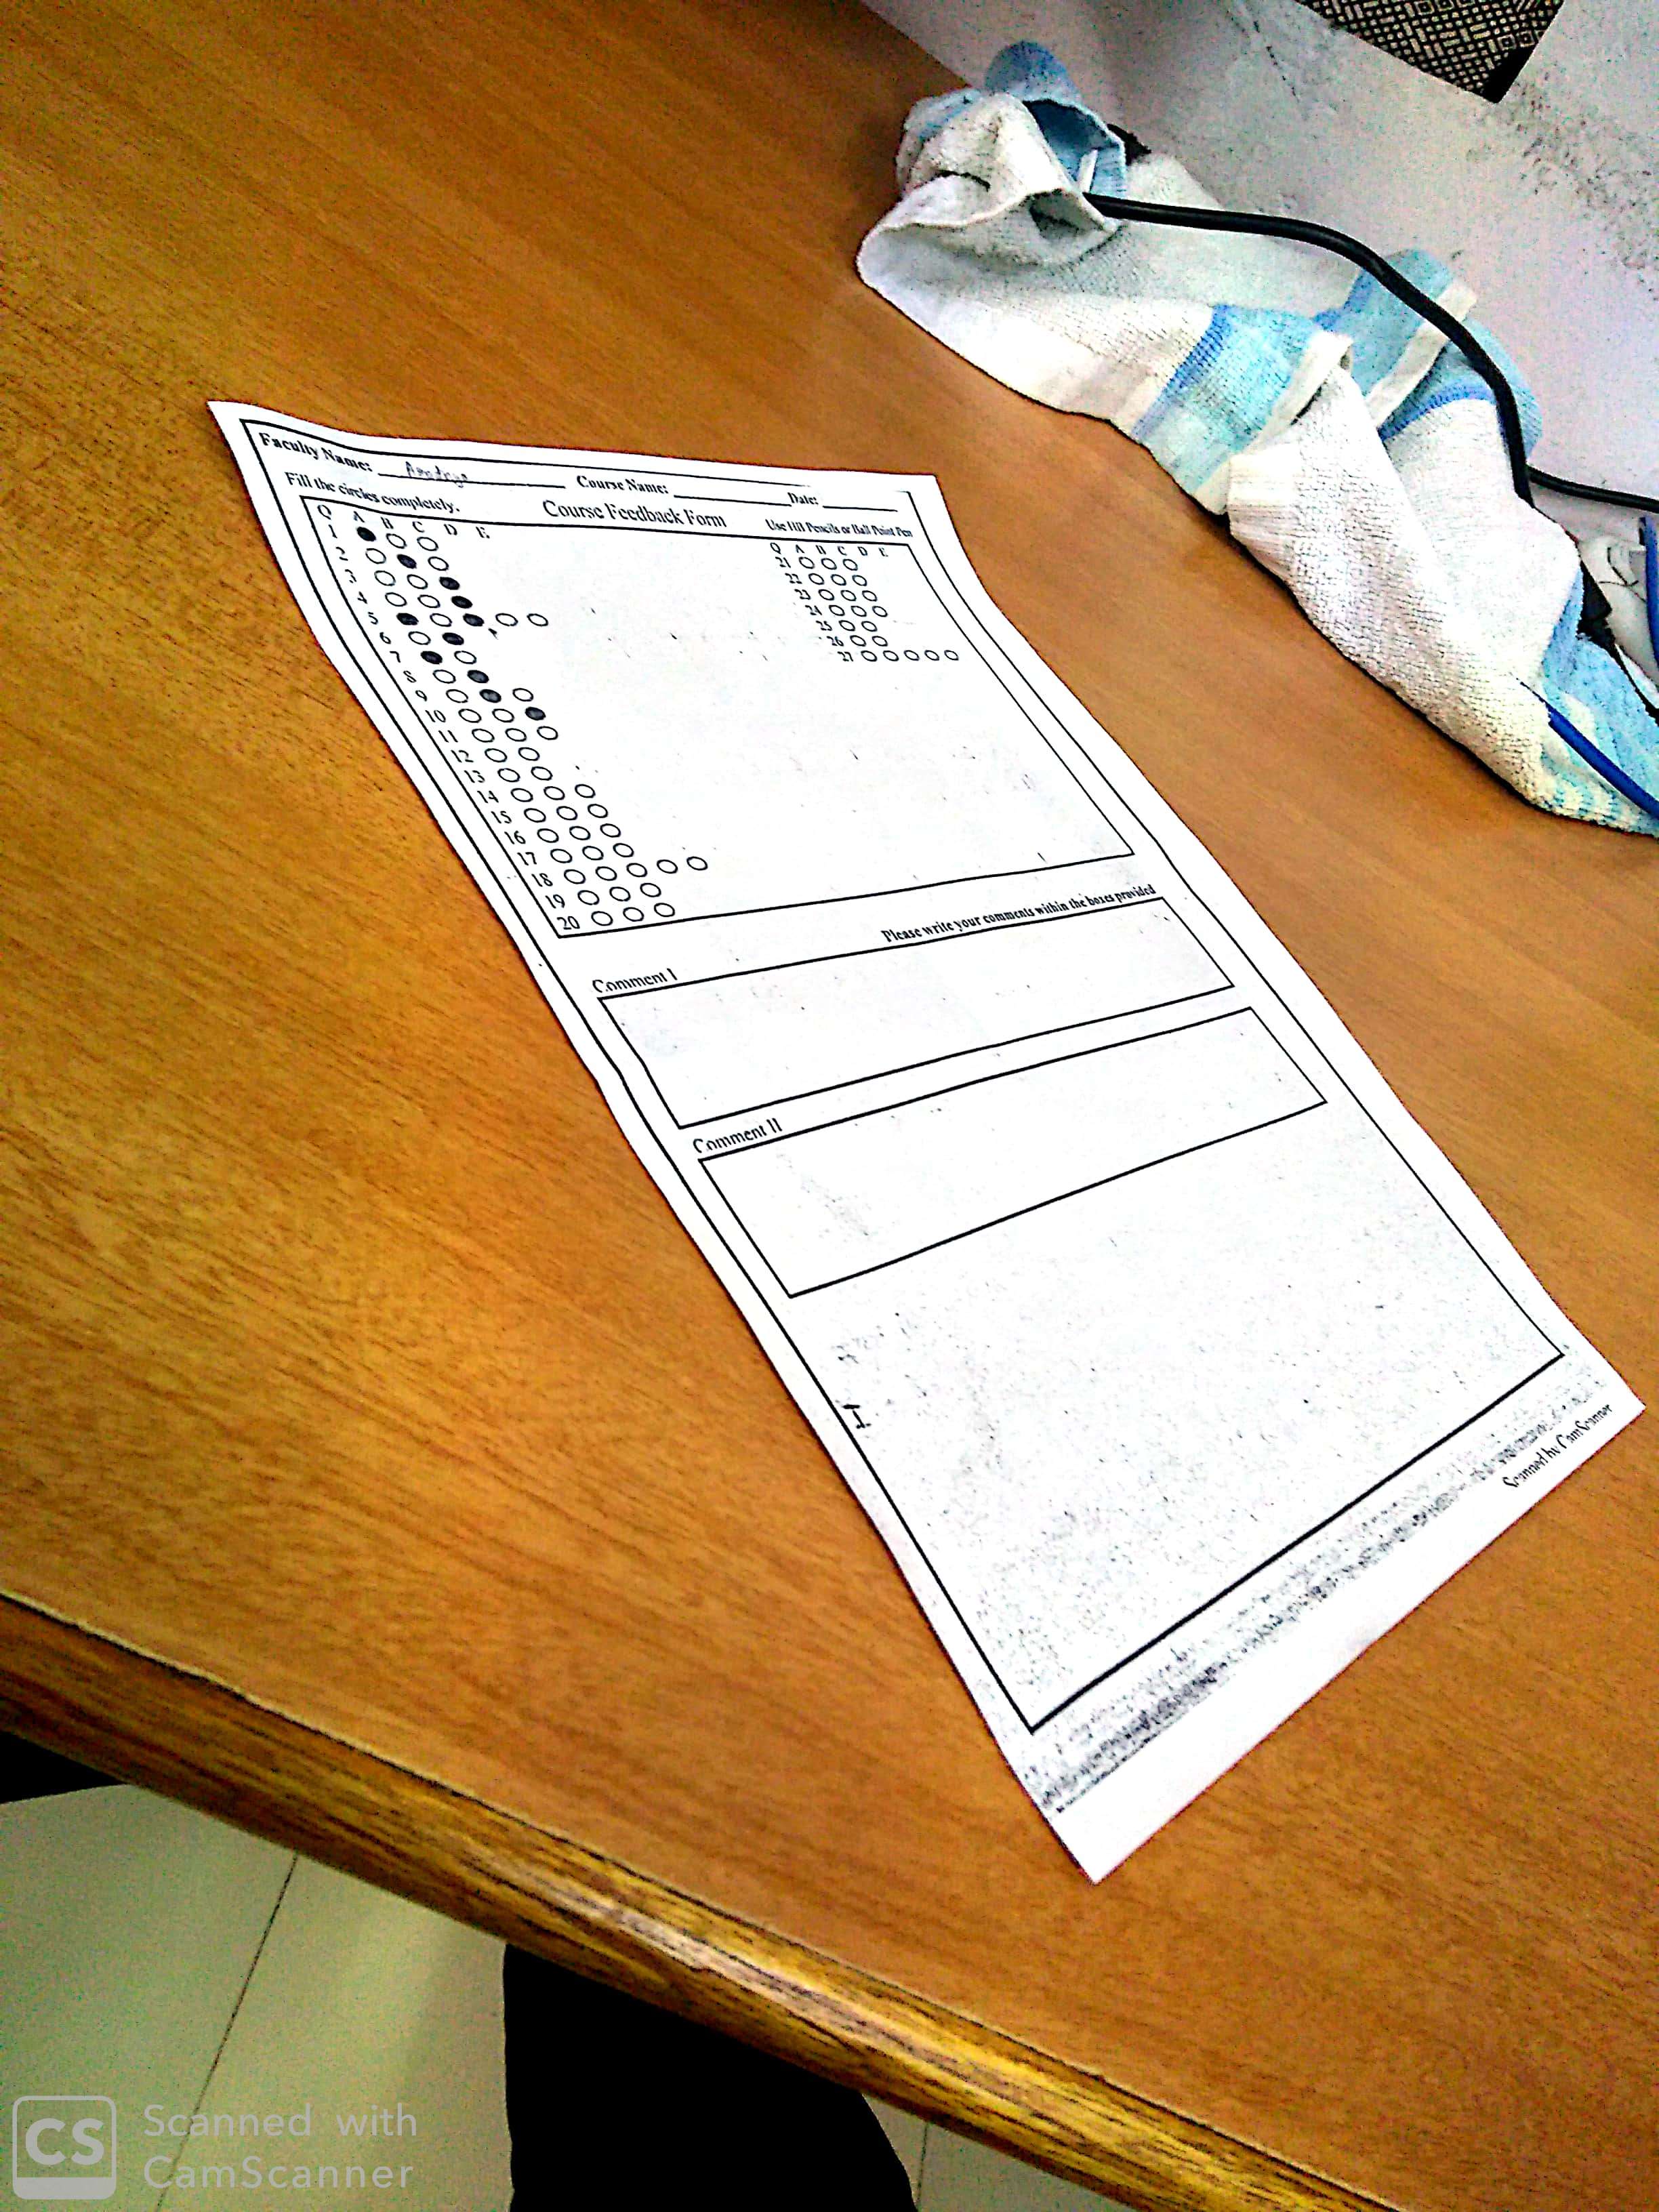 Faculty Name: Course Name: Date:
Fill the circles completely. Course Feedback Form Use HB Pencils or Ball Point Pen
Q A B C D E
1
2
3
4
5
6
7
8
9
10
11
12
13
14
15
16
17
18
19
20
Q A B C D E
21
22
23
24
25
26
27
Please write your comments within the boxes provided
Comment I
Comment II
Scanned by CamScanner
CS Scanned with
CamScanner